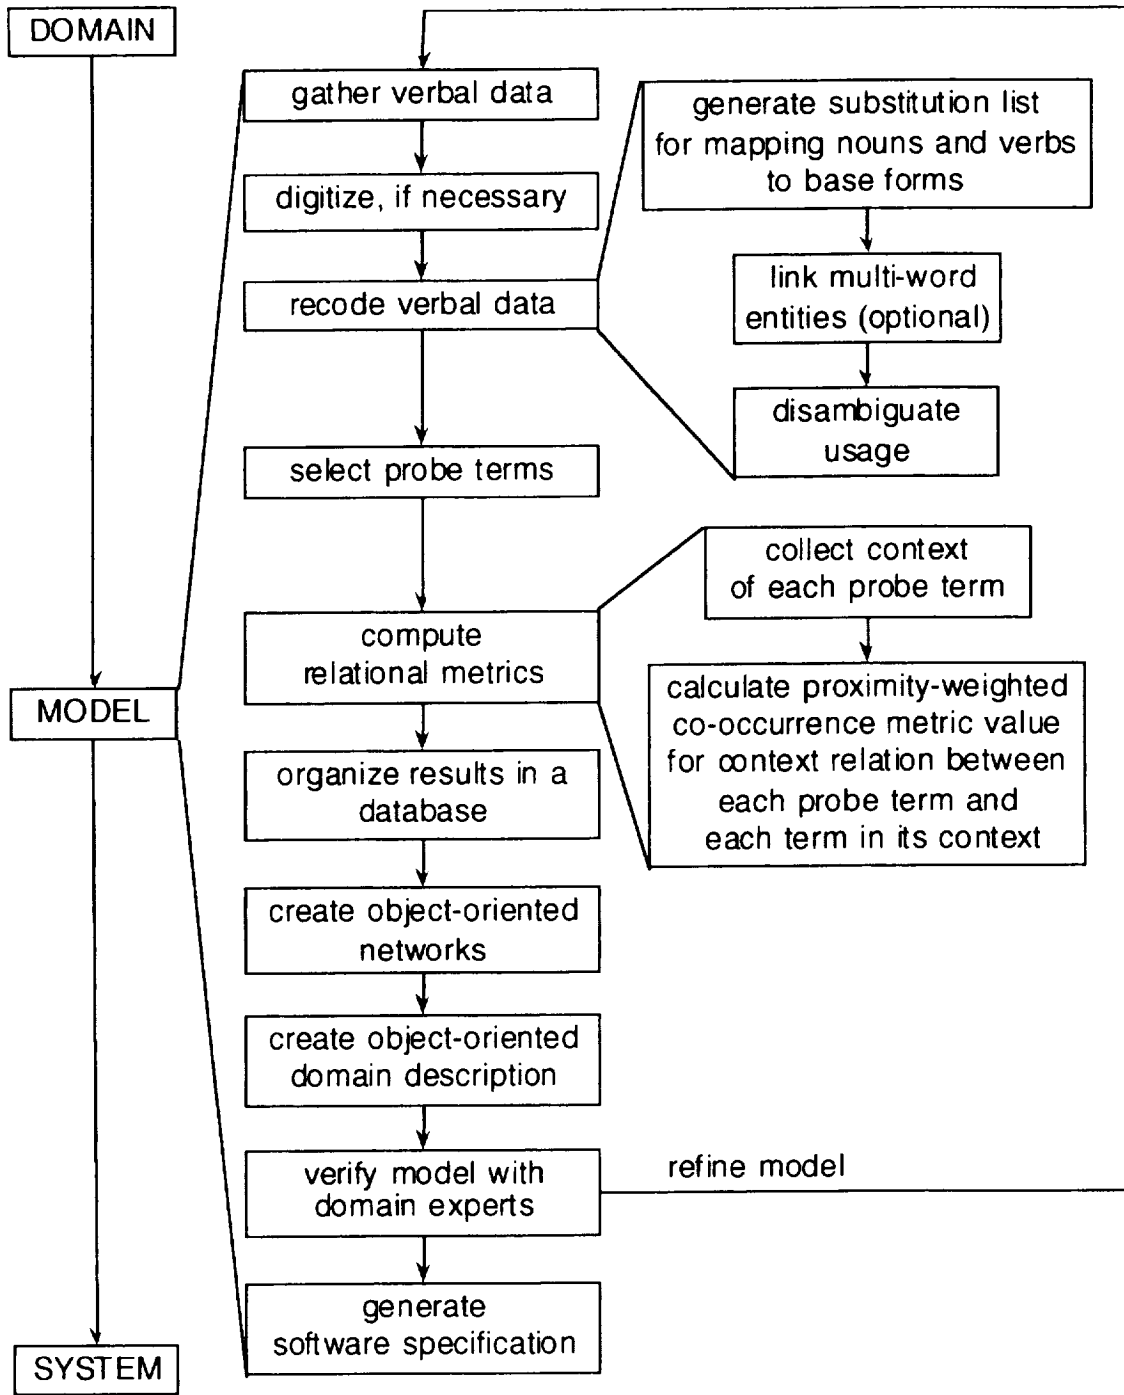 DOMAIN
MODEL
SYSTEM
gather verbal data
digitize, if necessary
recode verbal data
generate substitution list
for mapping nouns and verbs
to base forms
link multi-word
entities (optional)
disambiguate
usage
select probe terms
compute
relational metrics
collect context
of each probe term
calculate proximity-weighted
co-occurrence metric value
for context relation between
each probe term and
each term in its context
organize results in a
database
create object-oriented
networks
create object-oriented
domain description
verify model with
domain experts
refine model
generate
software specification